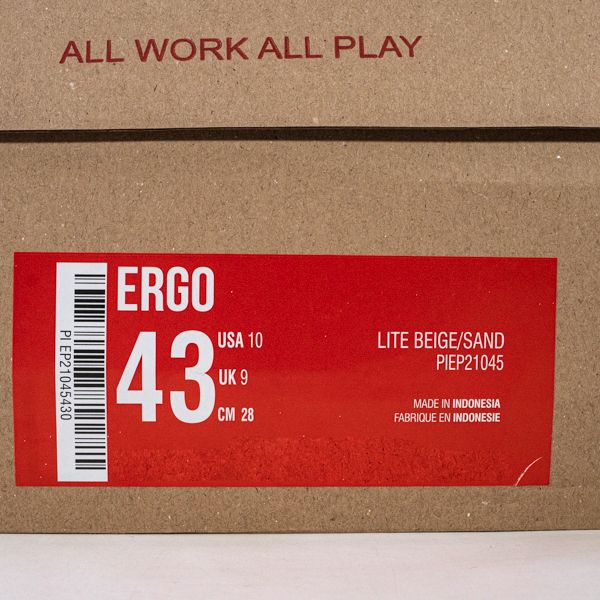 ALL WORK ALL PLAY
PIEP21045430
ERGO
43
USA 10
UK 9
CM 28
LITE BEIGE/SAND
PIEP21045
MADE IN INDONESIA
FABRIQUE EN INDONESIE